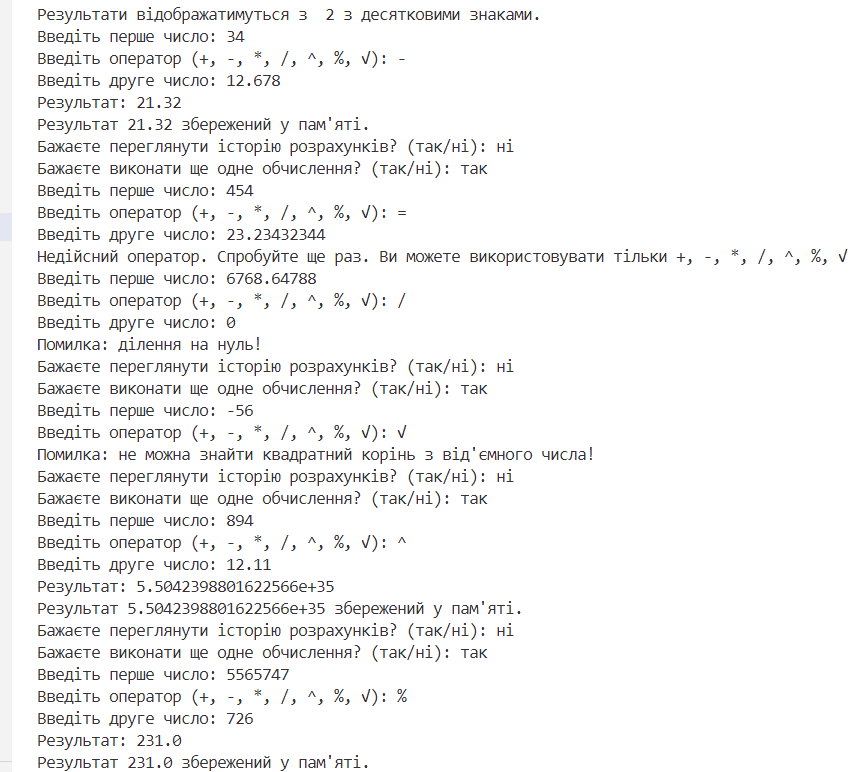 Результати відображатимуться з  2 з десятковими знаками.
Введіть перше число: 34
Введіть оператор (+, -, *, /, ^, %, √): -
Введіть друге число: 12.678
Результат: 21.32
Результат 21.32 збережений у пам'яті.
Бажаєте переглянути історію розрахунків? (так/ні): ні
Бажаєте виконати ще одне обчислення? (так/ні): так
Введіть перше число: 454
Введіть оператор (+, -, *, /, ^, %, √): =
Введіть друге число: 23.23432344
Недійсний оператор. Спробуйте ще раз. Ви можете використовувати тільки +, -, *, /, ^, %, √
Введіть перше число: 6768.64788
Введіть оператор (+, -, *, /, ^, %, √): /
Введіть друге число: 0
Помилка: ділення на нуль!
Бажаєте переглянути історію розрахунків? (так/ні): ні
Бажаєте виконати ще одне обчислення? (так/ні): так
Введіть перше число: -56
Введіть оператор (+, -, *, /, ^, %, √): √
Помилка: не можна знайти квадратний корінь з від'ємного числа!
Бажаєте переглянути історію розрахунків? (так/ні): ні
Бажаєте виконати ще одне обчислення? (так/ні): так
Введіть перше число: 894
Введіть оператор (+, -, *, /, ^, %, √): ^
Введіть друге число: 12.11
Результат: 5.5042398801622566e+35
Результат 5.5042398801622566e+35 збережений у пам'яті.
Бажаєте переглянути історію розрахунків? (так/ні): ні
Бажаєте виконати ще одне обчислення? (так/ні): так
Введіть перше число: 5565747
Введіть оператор (+, -, *, /, ^, %, √): %
Введіть друге число: 726
Результат: 231.0
Результат 231.0 збережений у пам'яті.